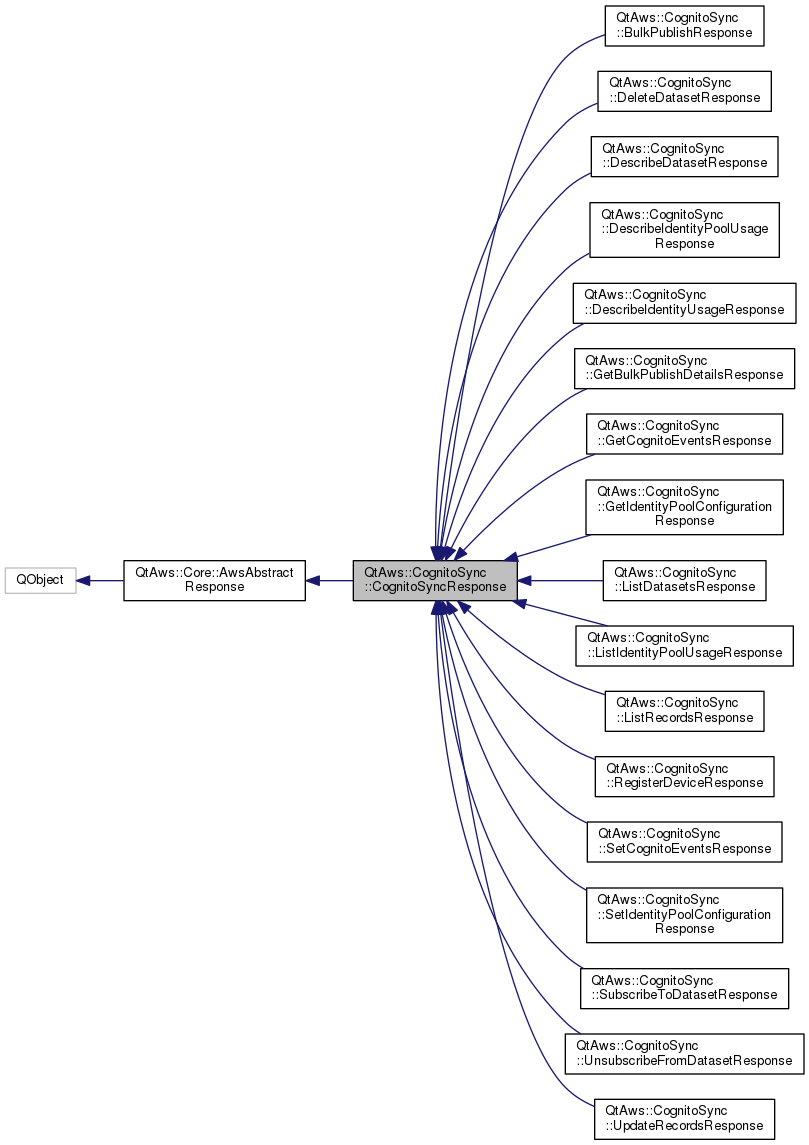 QtAws::CognitoSync
::BulkPublishResponse
QtAws::CognitoSync
::DeleteDatasetResponse
QtAws::CognitoSync
::DescribeDatasetResponse
QtAws::CognitoSync
::DescribeIdentityPoolUsage
Response
QtAws::CognitoSync
::DescribeIdentityUsageResponse
QtAws::CognitoSync
::GetBulkPublishDetailsResponse
QtAws::CognitoSync
::GetCognitoEventsResponse
QtAws::CognitoSync
::GetIdentityPoolConfiguration
Response
QObject
QtAws::Core::AwsAbstract
Response
QtAws::CognitoSync
::CognitoSyncResponse
QtAws::CognitoSync
::ListDatasetsResponse
QtAws::CognitoSync
::ListIdentityPoolUsageResponse
QtAws::CognitoSync
::ListRecordsResponse
QtAws::CognitoSync
::RegisterDeviceResponse
QtAws::CognitoSync
::SetCognitoEventsResponse
QtAws::CognitoSync
::SetIdentityPoolConfiguration
Response
QtAws::CognitoSync
::SubscribeToDatasetResponse
QtAws::CognitoSync
::UnsubscribeFromDatasetResponse
QtAws::CognitoSync
::UpdateRecordsResponse